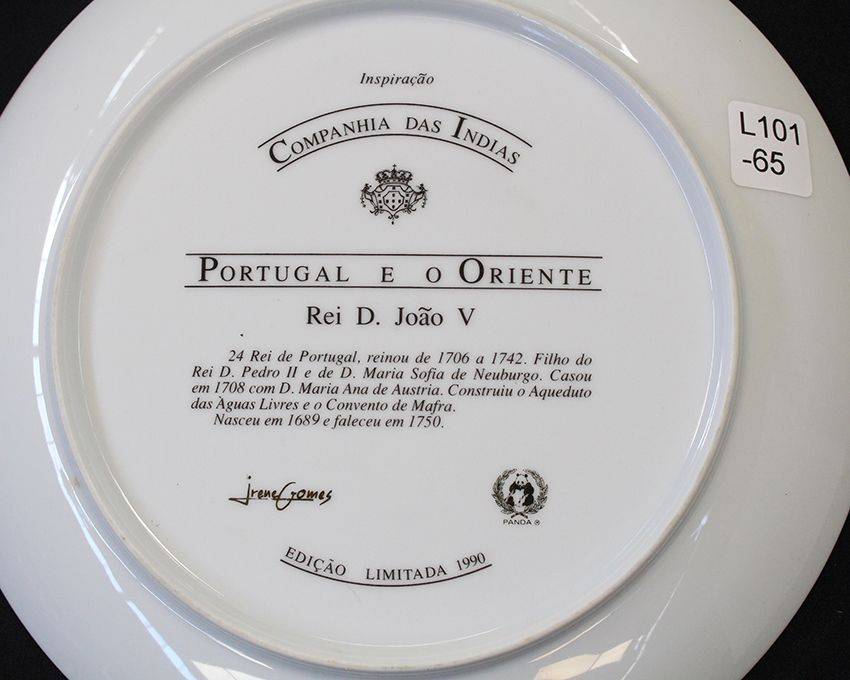 Inspiração
COMPANHIA DAS ÍNDIAS
PORTUGAL E O ORIENTE
Rei D. João V
24 Rei de Portugal, reinou de 1706 a 1742. Filho do
Rei D. Pedro II e de D. Maria Sofia de Neuburgo. Casou
em 1708 com D. Maria Ana de Austria. Construiu o Aqueduto
das Àguas Livres e o Convento de Mafra.
Nasceu em 1689 e faleceu em 1750.
Irene Gomes
PANDA ®
EDIÇÃO LIMITADA 1990
L101
-65